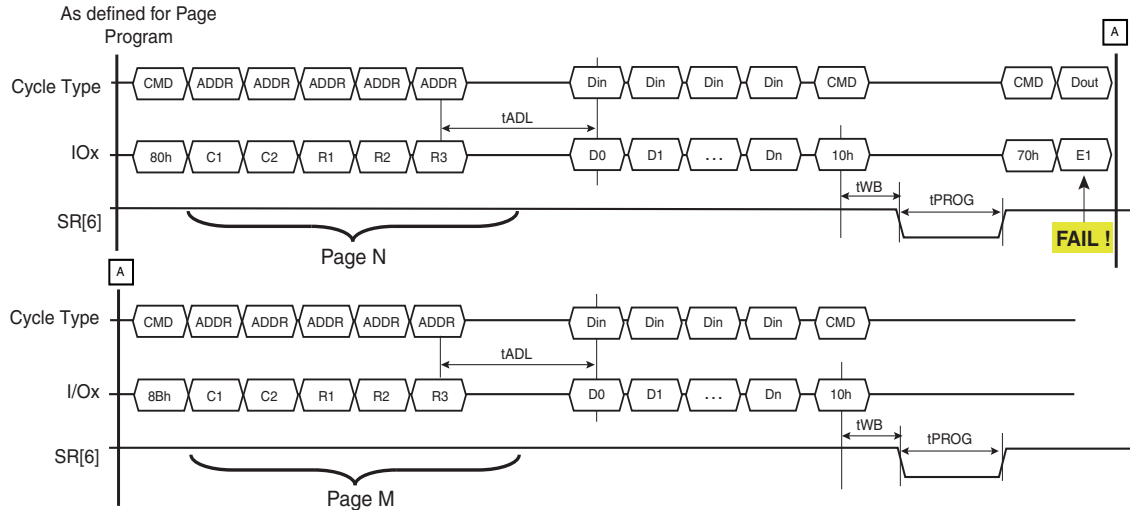 As defined for Page
Program
A
Cycle Type CMD ADDR ADDR ADDR ADDR ADDR Din Din Din Din CMD CMD Dout
tADL
IOx 80h C1 C2 R1 R2 R3 D0 D1 ... Dn 10h 70h E1
tWB tPROG
SR[6]
Page N
FAIL !
A
Cycle Type CMD ADDR ADDR ADDR ADDR ADDR Din Din Din Din CMD
tADL
I/Ox 8Bh C1 C2 R1 R2 R3 D0 D1 ... Dn 10h
tWB tPROG
SR[6]
Page M